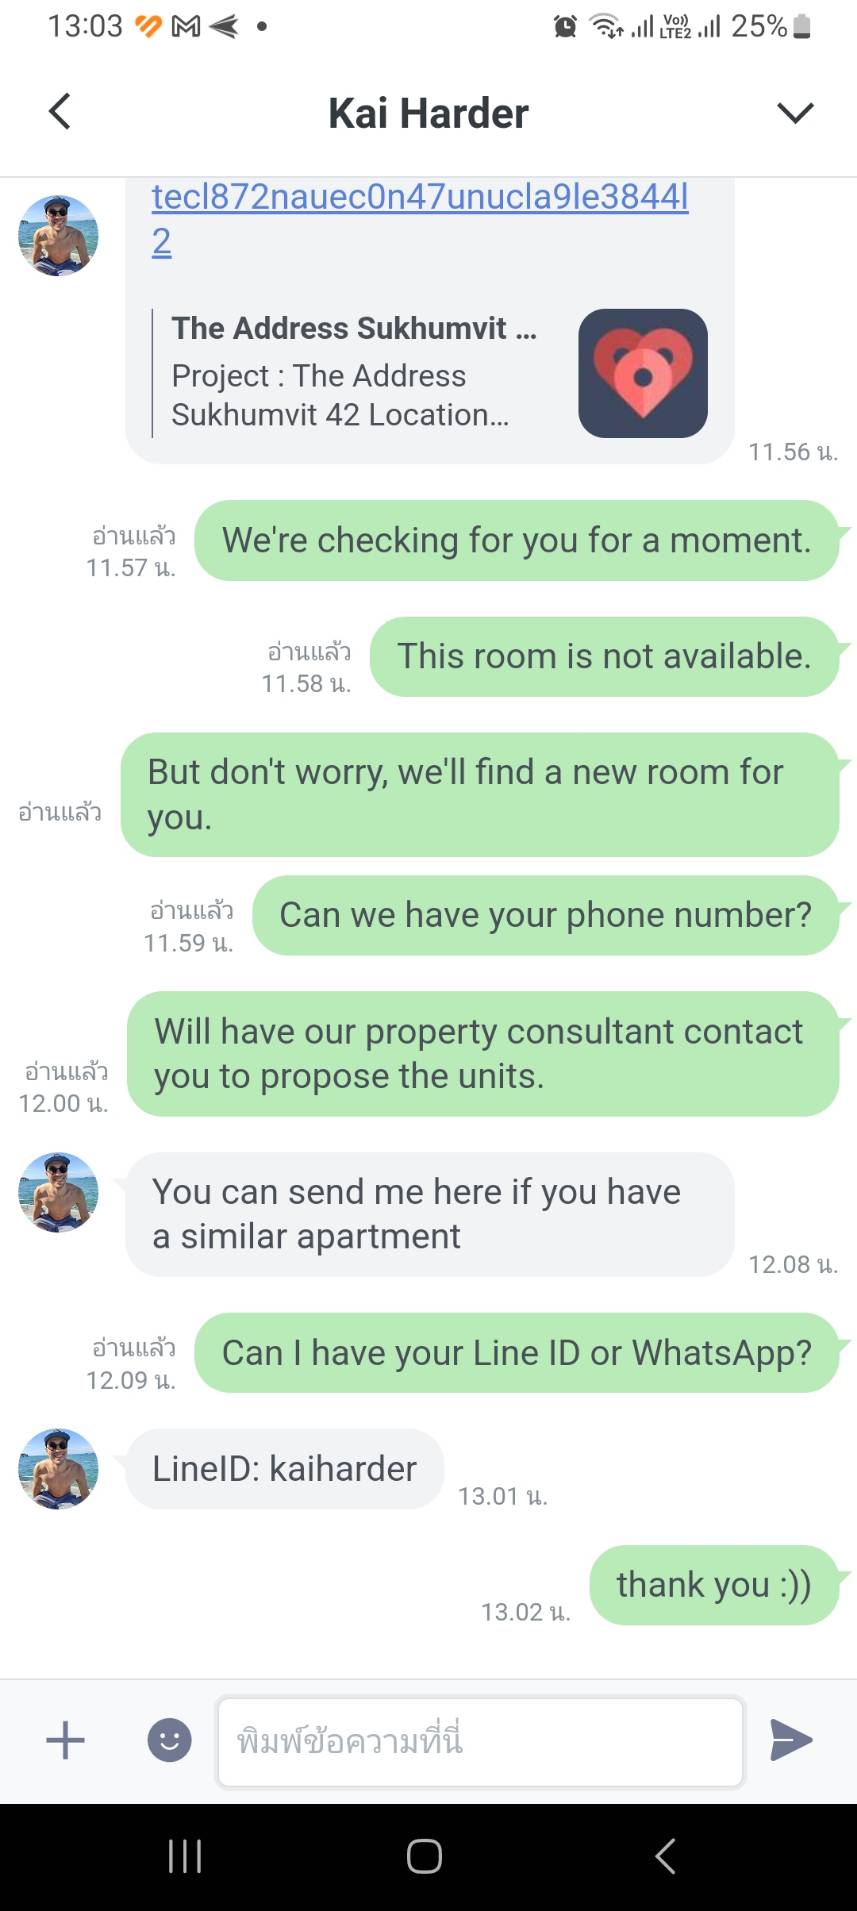 13:03
Vo))
LTE2
25%
Kai Harder
tecl872nauec0n47unucla9le3844l
2
The Address Sukhumvit ...
Project : The Address
Sukhumvit 42 Location...
11.56 น.
อ่านแล้ว
11.57 น.
We're checking for you for a moment.
อ่านแล้ว
11.58 น.
This room is not available.
But don't worry, we'll find a new room for
you.
อ่านแล้ว
อ่านแล้ว
11.59 น.
Can we have your phone number?
Will have our property consultant contact
you to propose the units.
อ่านแล้ว
12.00 น.
You can send me here if you have
a similar apartment
12.08 น.
อ่านแล้ว
12.09 น.
Can I have your Line ID or WhatsApp?
LineID: kaiharder
13.01 น.
thank you :))
13.02 น.
พิมพ์ข้อความที่นี่